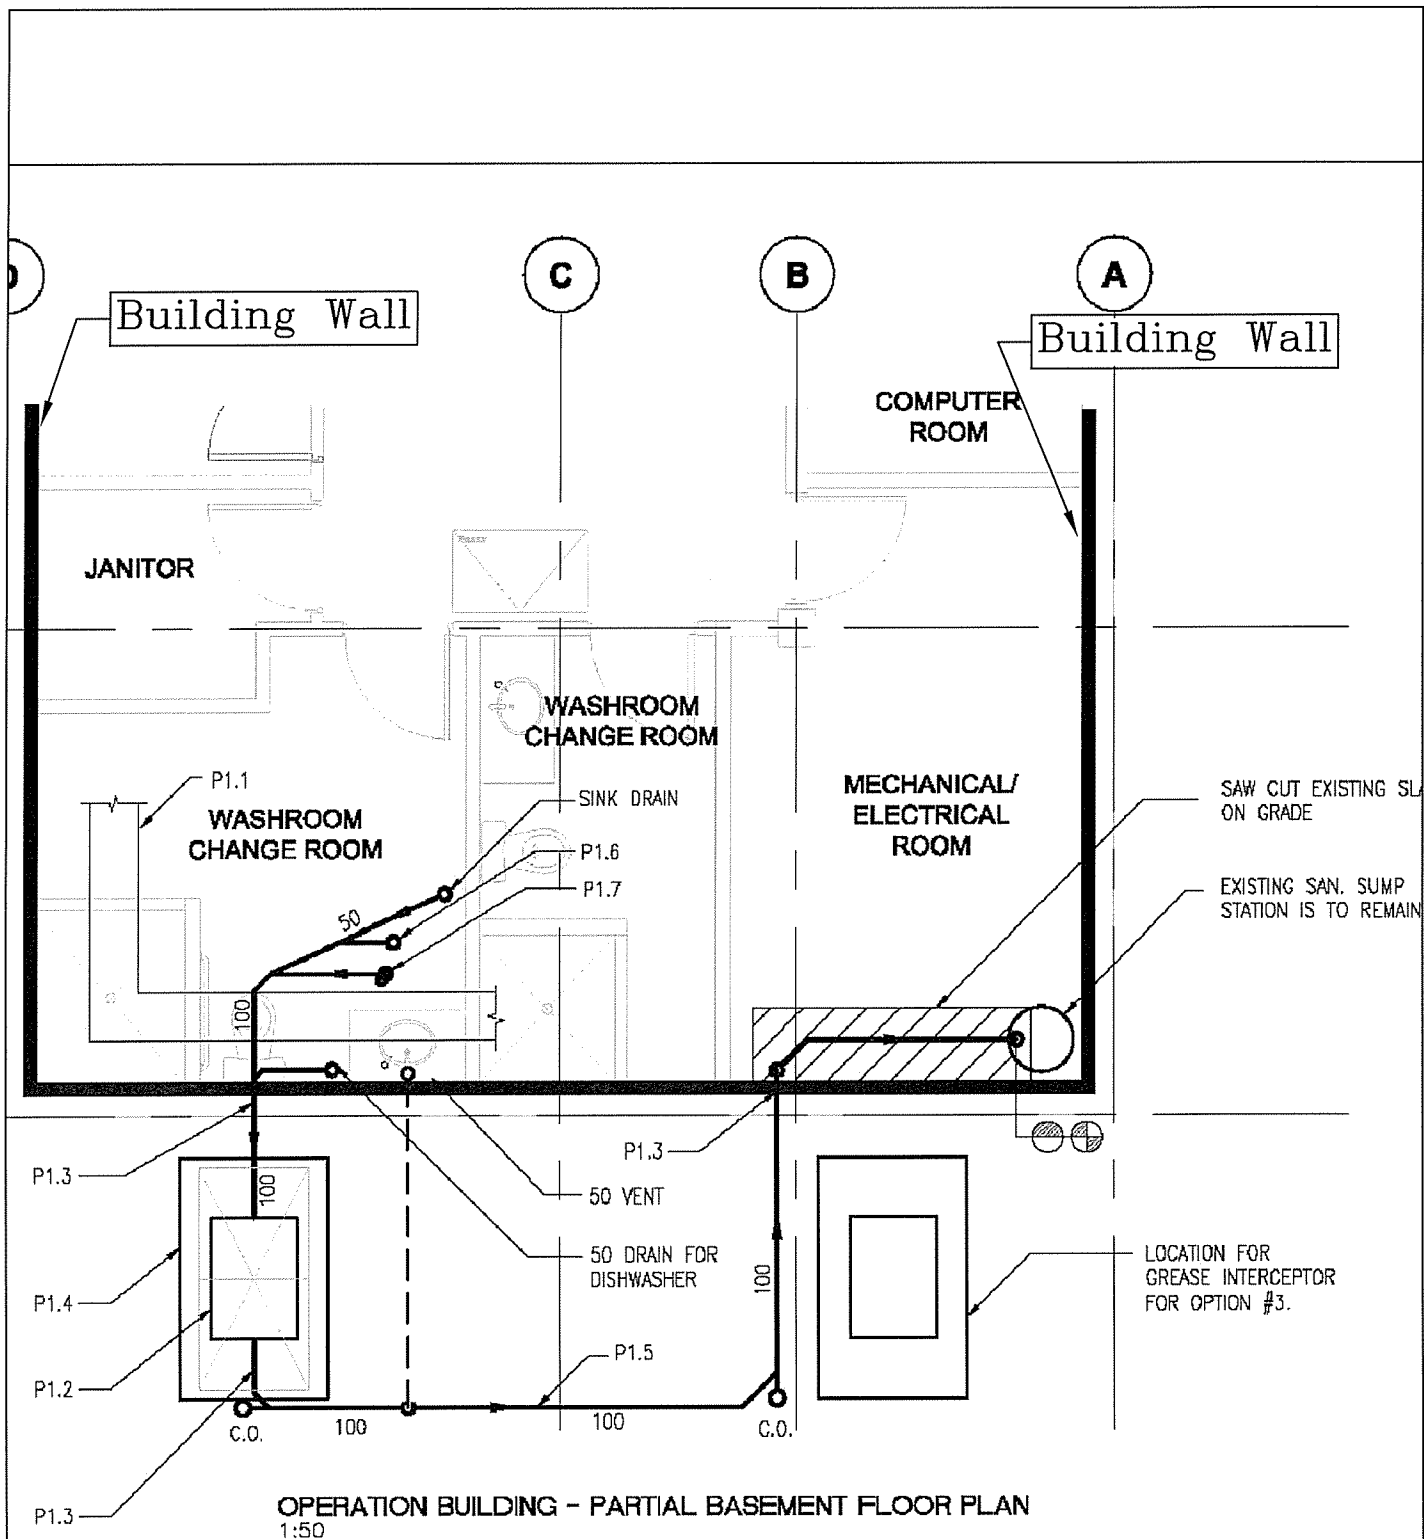 C
B
A
Building Wall
Building Wall
COMPUTER
ROOM
JANITOR
WASHROOM
CHANGE ROOM
P1.1
SINK DRAIN
WASHROOM
CHANGE ROOM
MECHANICAL/
ELECTRICAL
ROOM
SAW CUT EXISTING SLA
ON GRADE
P1.6
P1.7
EXISTING SAN. SUMP
STATION IS TO REMAIN
50
100
P1.3
P1.3
100
50 VENT
50 DRAIN FOR
DISHWASHER
100
LOCATION FOR
GREASE INTERCEPTOR
FOR OPTION #3.
P1.4
P1.5
P1.2
C.O.
100
100
C.O.
P1.3
OPERATION BUILDING - PARTIAL BASEMENT FLOOR PLAN
1:50